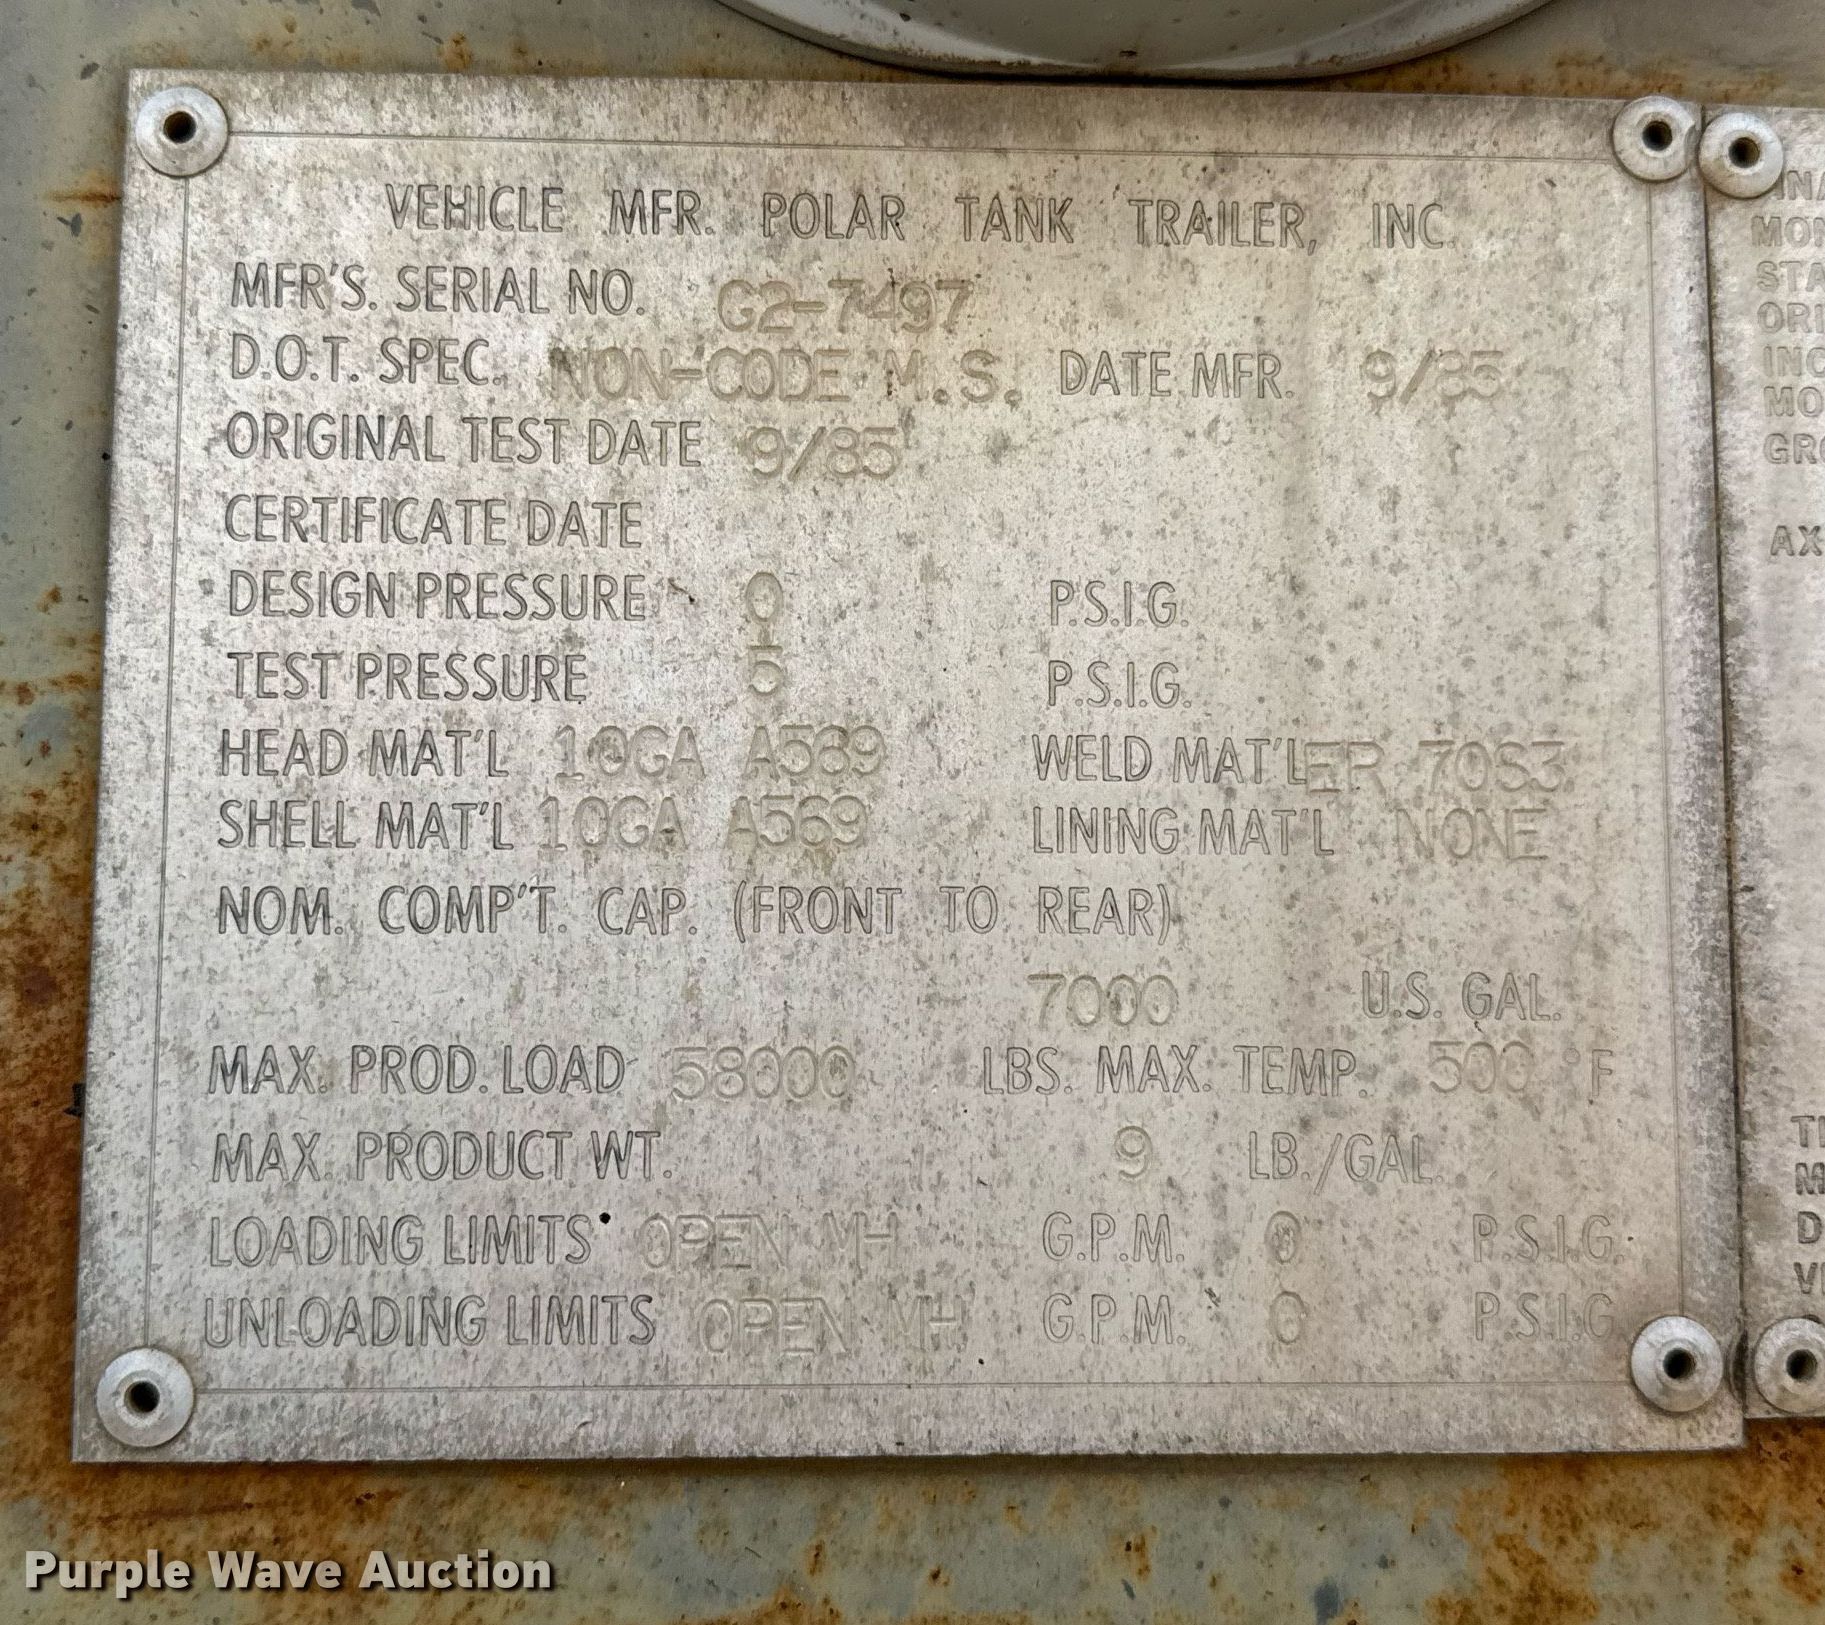 VEHICLE MFR. POLAR TANK TRAILER, INC.
MFR'S. SERIAL NO. G2-7497
D.O.T. SPEC. NON-CODE M.S. DATE MFR. 9/85
ORIGINAL TEST DATE 9/85
CERTIFICATE DATE
DESIGN PRESSURE 0 P.S.I.G.
TEST PRESSURE 5 P.S.I.G.
HEAD MAT'L 10GA A569 WELD MAT'L ER 70S3
SHELL MAT'L 10GA A569 LINING MAT'L NONE
NOM. COMP'T. CAP. (FRONT TO REAR)
7000 U.S. GAL.
MAX. PROD. LOAD 58000 LBS. MAX. TEMP. 500 °F
MAX. PRODUCT WT. 9 LB./GAL.
LOADING LIMITS OPEN MH G.P.M. 0 P.S.I.G.
UNLOADING LIMITS OPEN MH G.P.M. 0 P.S.I.G
Purple Wave Auction